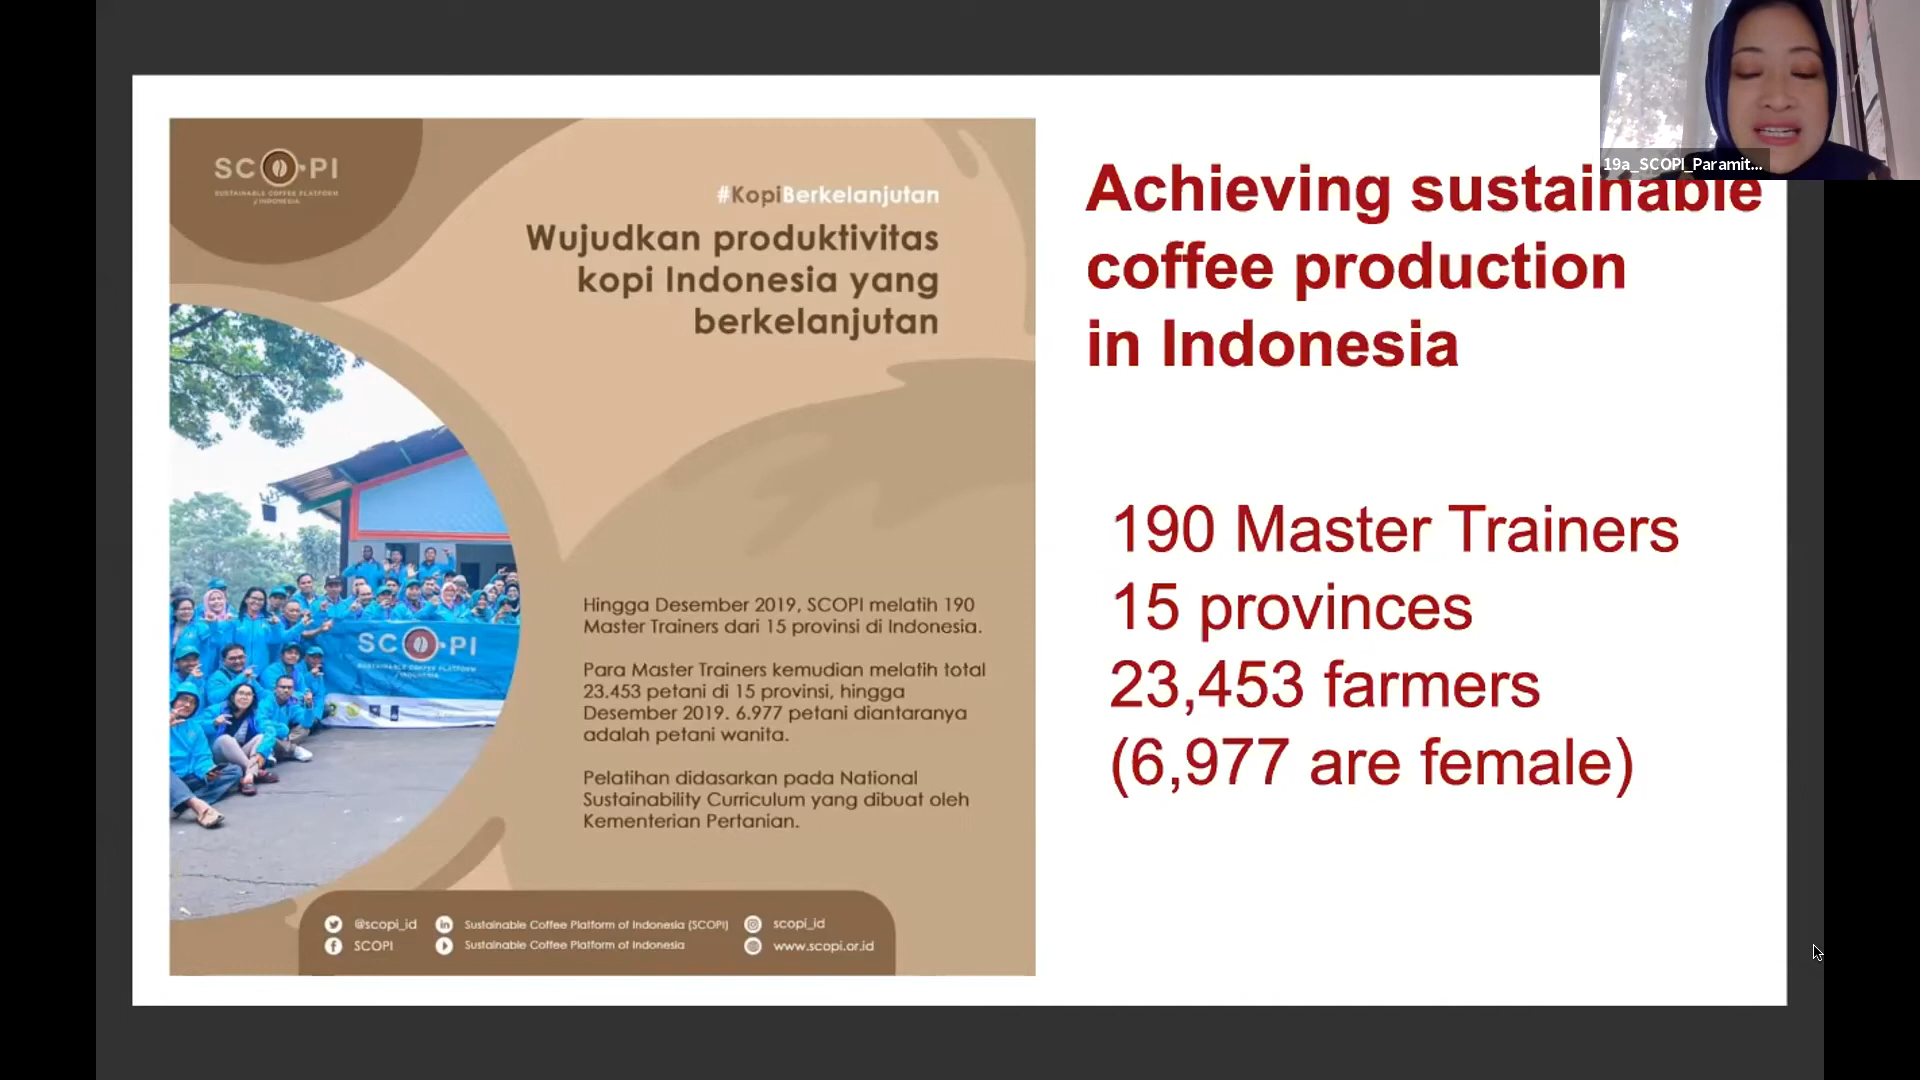 SCOPI
SUSTAINABLE COFFEE PLATFORM
of INDONESIA
#KopiBerkelanjutan
Wujudkan produktivitas
kopi Indonesia yang
berkelanjutan
SCOPI
SUSTAINABLE COFFEE PLATFORM
of INDONESIA
Hingga Desember 2019, SCOPI melatih 190
Master Trainers dari 15 provinsi di Indonesia.
Para Master Trainers kemudian melatih total
23.453 petani di 15 provinsi, hingga
Desember 2019. 6.977 petani diantaranya
adalah petani wanita.
Pelatihan didasarkan pada National
Sustainability Curriculum yang dibuat oleh
Kementerian Pertanian.
@scopi_id
Sustainable Coffee Platform of Indonesia (SCOPI)
scopi_id
SCOPI
Sustainable Coffee Platform of Indonesia
www.scopi.or.id
19a_SCOPI_Paramit...
Achieving sustainable
coffee production
in Indonesia
190 Master Trainers
15 provinces
23,453 farmers
(6,977 are female)